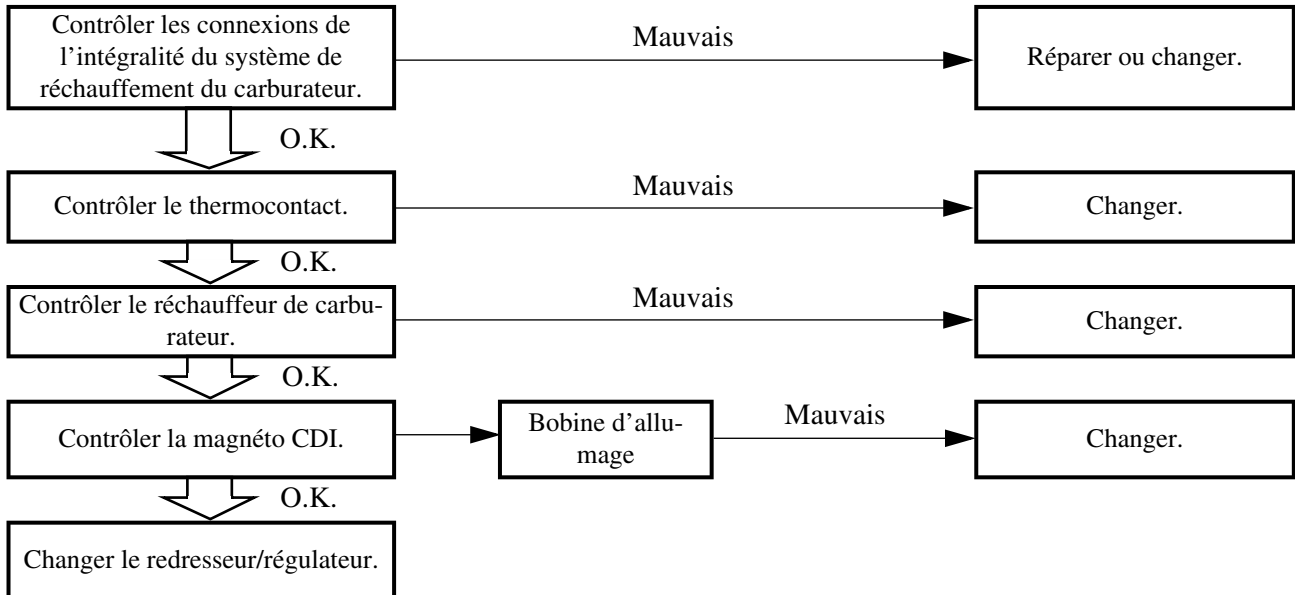 Contrôler les connexions de
l'intégralité du système de
réchauffement du carburateur.
Mauvais
Réparer ou changer.
O.K.
Contrôler le thermocontact.
Mauvais
Changer.
O.K.
Contrôler le réchauffeur de carbu-
rateur.
Mauvais
Changer.
O.K.
Contrôler la magnéto CDI.
Bobine d'allu-
mage
Mauvais
Changer.
O.K.
Changer le redresseur/régulateur.